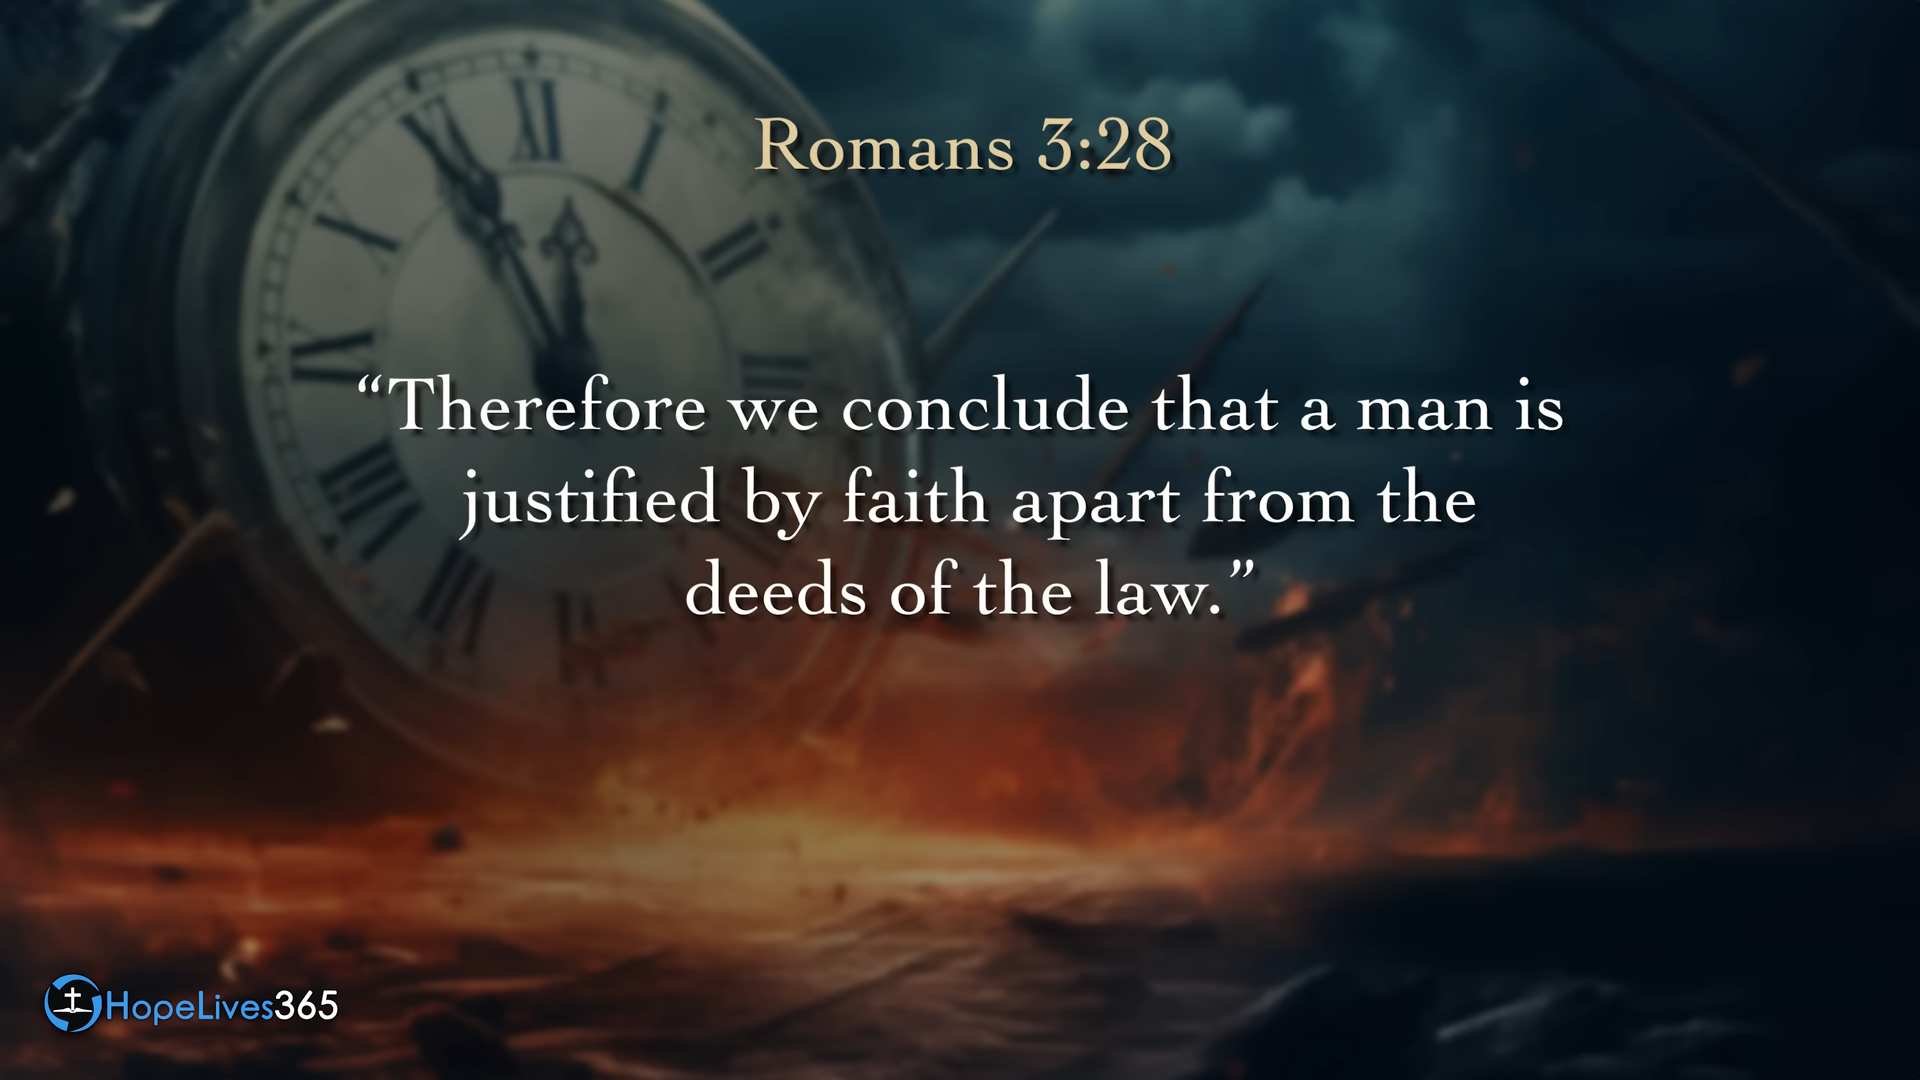 Romans 3:28
“Therefore we conclude that a man is
justified by faith apart from the
deeds of the law.”
HopeLives365